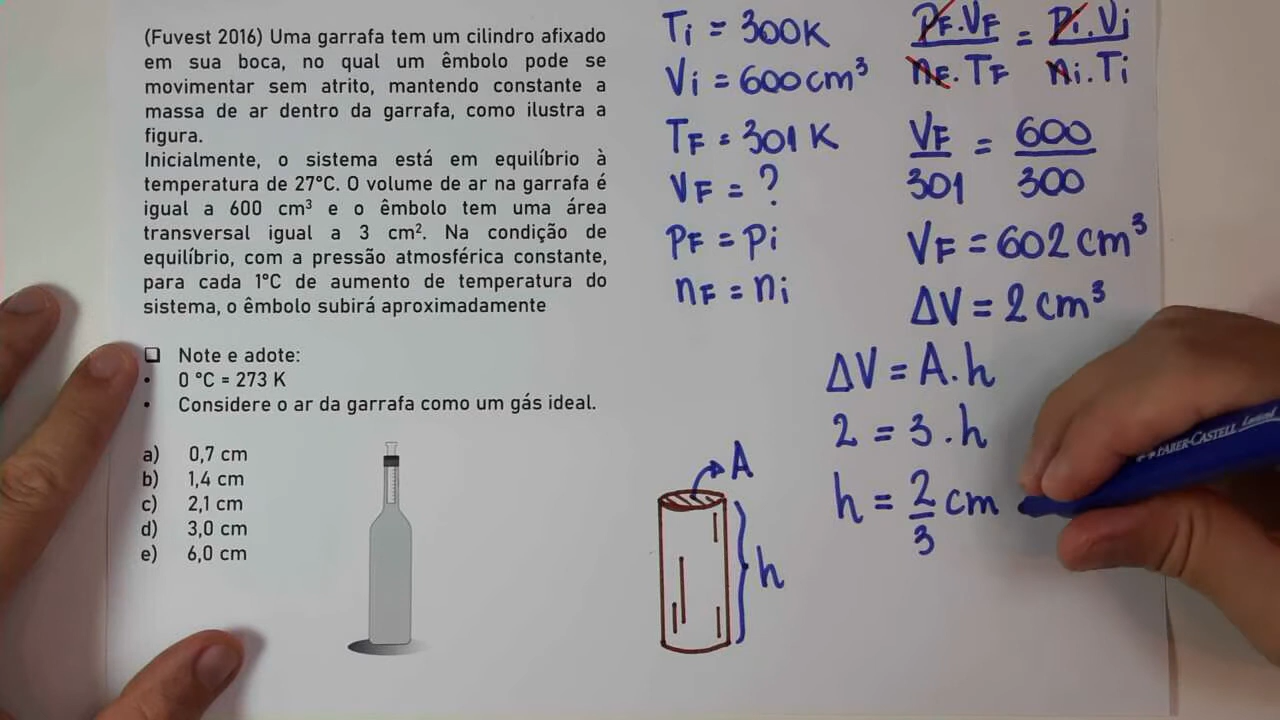 (Fuvest 2016) Uma garrafa tem um cilindro afixado
em sua boca, no qual um êmbolo pode se
movimentar sem atrito, mantendo constante a
massa de ar dentro da garrafa, como ilustra a
figura.
Inicialmente, o sistema está em equilíbrio à
temperatura de 27°C. O volume de ar na garrafa é
igual a 600 cm³ e o êmbolo tem uma área
transversal igual a 3 cm². Na condição de
equilíbrio, com a pressão atmosférica constante,
para cada 1°C de aumento de temperatura do
sistema, o êmbolo subirá aproximadamente
Note e adote:
• 0 °C = 273 K
• Considere o ar da garrafa como um gás ideal.
a) 0,7 cm
b) 1,4 cm
c) 2,1 cm
d) 3,0 cm
e) 6,0 cm
Ti = 300K
Vi = 600cm³
TF = 301 K
VF = ?
pF = pi
nF = ni
pF.VF = pi.Vi
nF.TF ni.Ti
VF = 600
301 300
VF = 602 cm³
ΔV = 2 cm³
ΔV = A.h
2 = 3.h
h = 2 cm
3
A
h
FABER-CASTELL